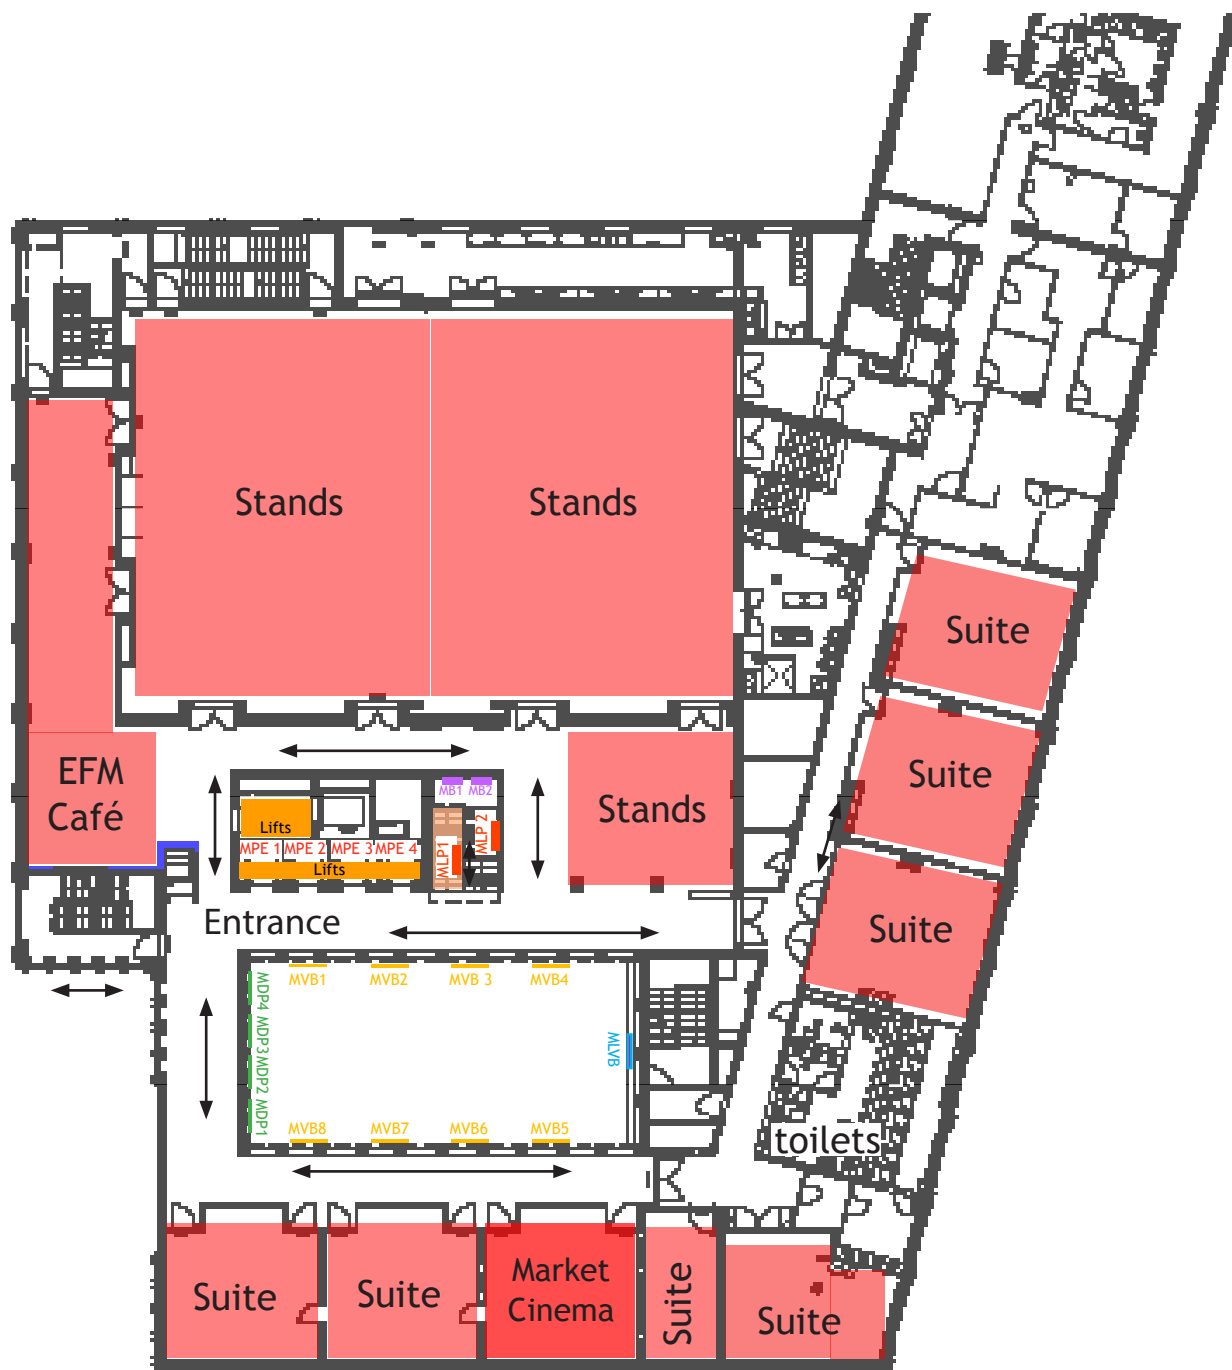 Stands
Stands
Suite
EFM
Café
Suite
MB1
MB2
Stands
Lifts
MLP 2
MPE 1
MPE 2
MPE 3
MPE 4
MLP1
Lifts
Entrance
Suite
MVB1
MVB2
MVB 3
MVB4
MDP4
MDP3
MDP2
MDP1
MLVB
MVB8
MVB7
MVB6
MVB5
toilets
Suite
Suite
Market
Cinema
Suite
Suite